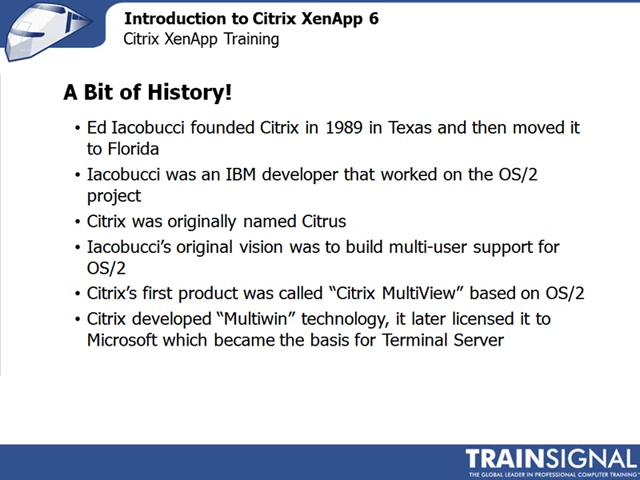 Introduction to Citrix XenApp 6
Citrix XenApp Training
A Bit of History!
• Ed Iacobucci founded Citrix in 1989 in Texas and then moved it
to Florida
• Iacobucci was an IBM developer that worked on the OS/2
project
• Citrix was originally named Citrus
• Iacobucci's original vision was to build multi-user support for
OS/2
• Citrix's first product was called “Citrix MultiView” based on OS/2
• Citrix developed “Multiwin” technology, it later licensed it to
Microsoft which became the basis for Terminal Server
TRAINSIGNAL
THE GLOBAL LEADER IN PROFESSIONAL COMPUTER TRAINING